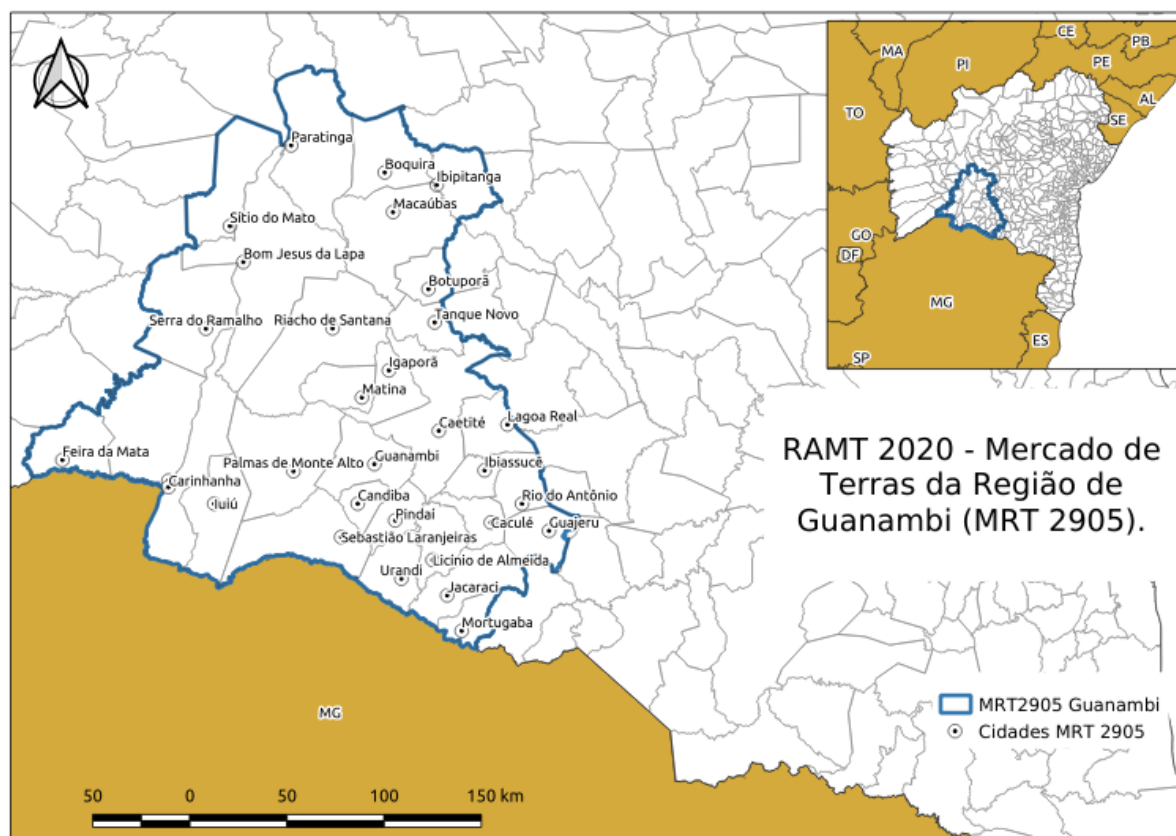 Paratinga
Boquira
Ibipitanga
Macaúbas
Sítio do Mato
Bom Jesus da Lapa
Botuporã
Serra do Ramalho
Riacho de Santana
Tanque Novo
Igaporã
Matina
Lagoa Real
Caetité
Feira da Mata
Palmas de Monte Alto
Guanambi
Ibiassucê
Carinhanha
Iuiú
Candiba
Rio do Antônio
Pindaí
Caculé
Guajeru
Sebastião Laranjeiras
Licínio de Almeida
Urandi
Jacaraci
Mortugaba
MG
50 0 50 100 150 km
CE
MA
PB
PI
PE
AL
TO
SE
GO
DF
MG
ES
SP
RAMT 2020 - Mercado de
Terras da Região de
Guanambi (MRT 2905).
MRT2905 Guanambi
Cidades MRT 2905